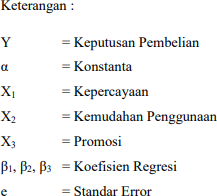 Keterangan :
Y = Keputusan Pembelian
α = Konstanta
X₁ = Kepercayaan
X₂ = Kemudahan Penggunaan
X₃ = Promosi
β₁, β₂, β₃ = Koefisien Regresi
e = Standar Error